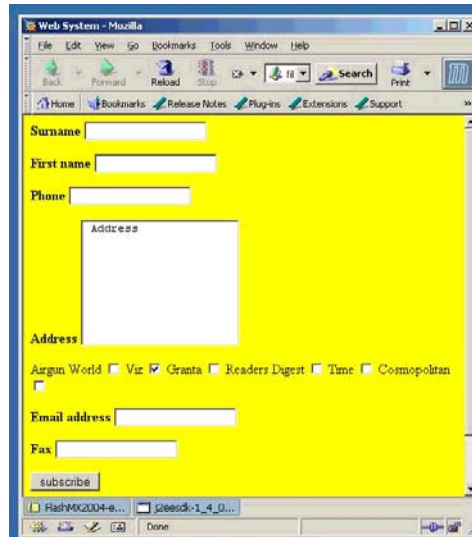 Web System - Mozilla
File Edit View Go Bookmarks Tools Window Help
Back Forward Reload Stop Search Print
Home Bookmarks Release Notes Plug-ins Extensions Support
Surname
First name
Phone
Address
Address
Airgun World Viz Granta Readers Digest Time Cosmopolitan
Email address
Fax
subscribe
FlashMX2004-e... j2eesdk-1_4_0...
Done